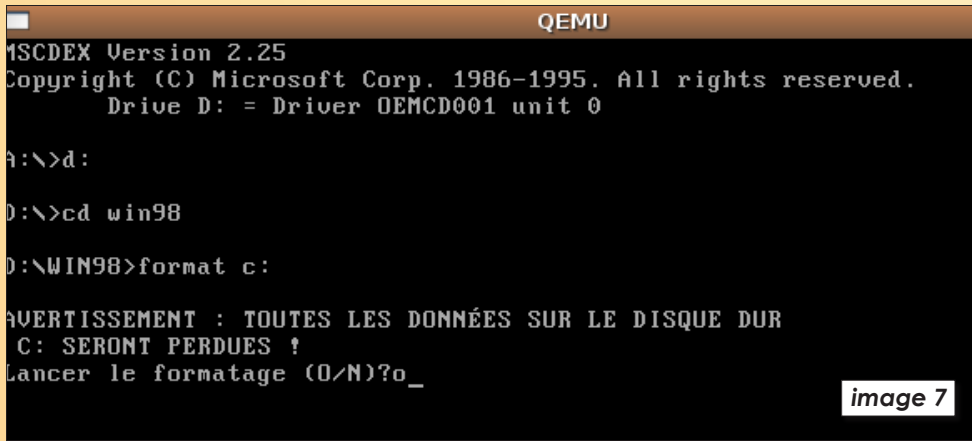 QEMU
MSCDEX Version 2.25
Copyright (C) Microsoft Corp. 1986-1995. All rights reserved.
Drive D: = Driver OEMCD001 unit 0
A:\>d:
D:\>cd win98
D:\WIN98>format c:
AVERTISSEMENT : TOUTES LES DONNÉES SUR LE DISQUE DUR
C: SERONT PERDUES !
Lancer le formatage (O/N)?o_
image 7